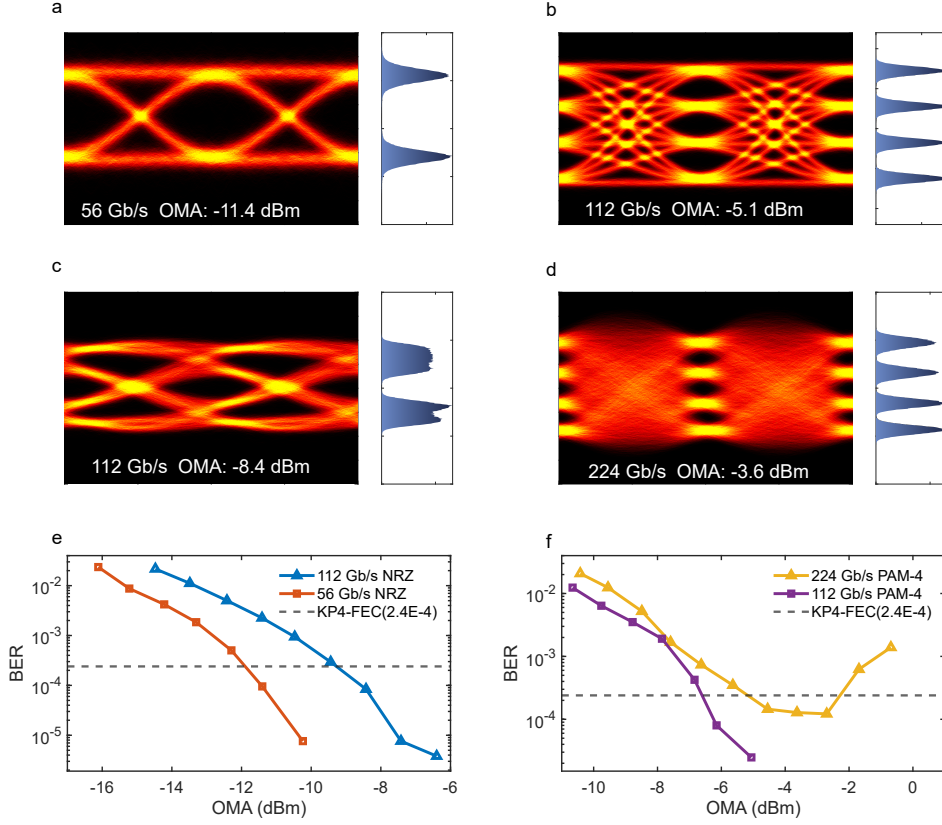 a
b
56 Gb/s OMA: -11.4 dBm
112 Gb/s OMA: -5.1 dBm
c
d
112 Gb/s OMA: -8.4 dBm
224 Gb/s OMA: -3.6 dBm
e
112 Gb/s NRZ
56 Gb/s NRZ
KP4-FEC(2.4E-4)
10^-2
10^-3
10^-4
10^-5
BER
-16 -14 -12 -10 -8 -6
OMA (dBm)
f
224 Gb/s PAM-4
112 Gb/s PAM-4
KP4-FEC(2.4E-4)
10^-2
10^-3
10^-4
BER
-10 -8 -6 -4 -2 0
OMA (dBm)